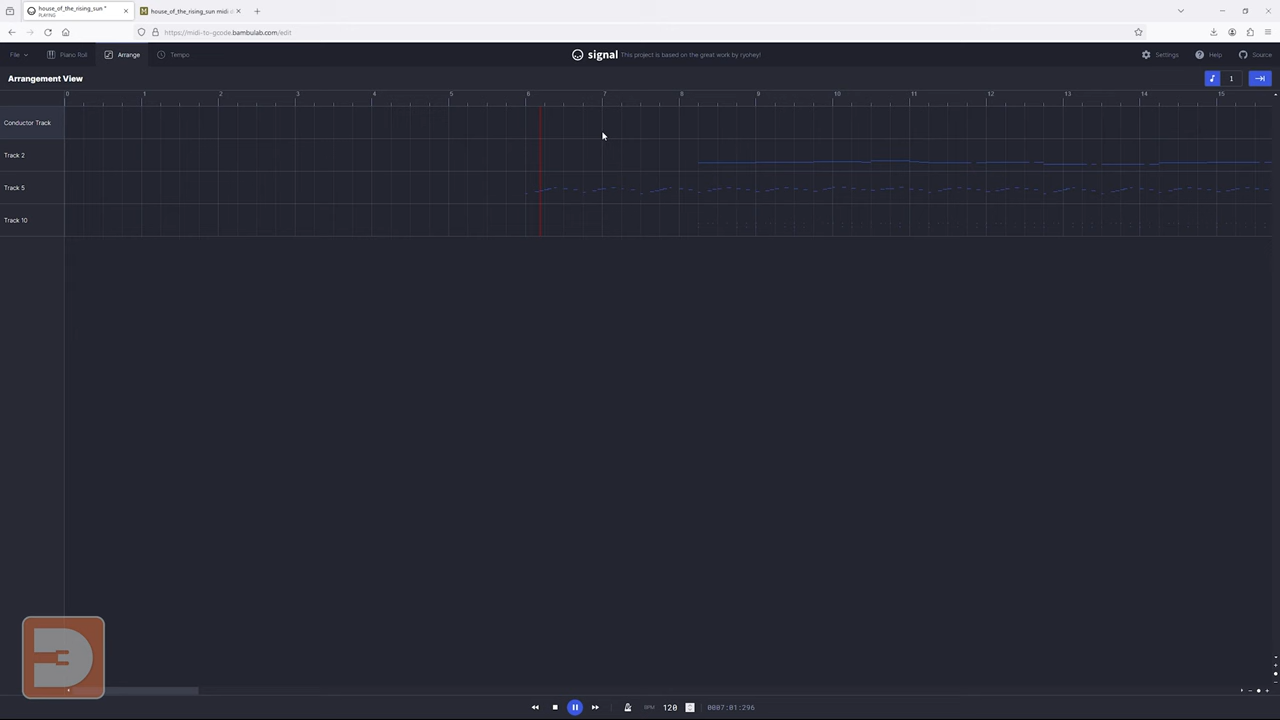 house_of_the_rising_sun *
PLAYING
house_of_the_rising_sun midi
https://midi-to-gcode.bambulab.com/edit
File
Piano Roll
Arrange
Tempo
signal
This project is based on the great work by ryohey!
Settings
Help
Source
Arrangement View
1
0 1 2 3 4 5 6 7 8 9 10 11 12 13 14 15
Conductor Track
Track 2
Track 5
Track 10
BPM 120
0007:01:296